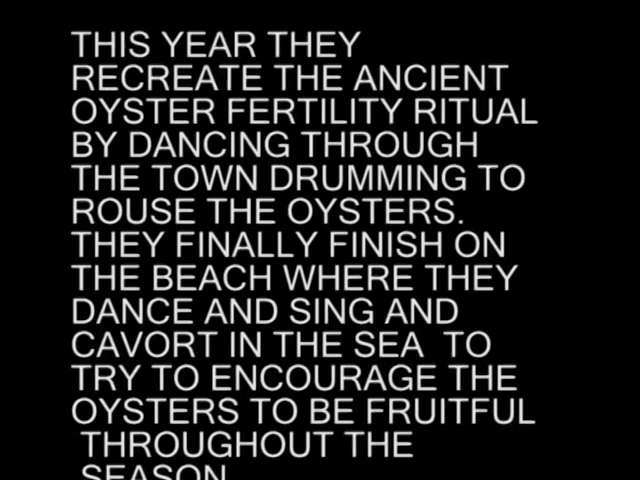 THIS YEAR THEY
RECREATE THE ANCIENT
OYSTER FERTILITY RITUAL
BY DANCING THROUGH
THE TOWN DRUMMING TO
ROUSE THE OYSTERS.
THEY FINALLY FINISH ON
THE BEACH WHERE THEY
DANCE AND SING AND
CAVORT IN THE SEA  TO
TRY TO ENCOURAGE THE
OYSTERS TO BE FRUITFUL
THROUGHOUT THE
SEASON